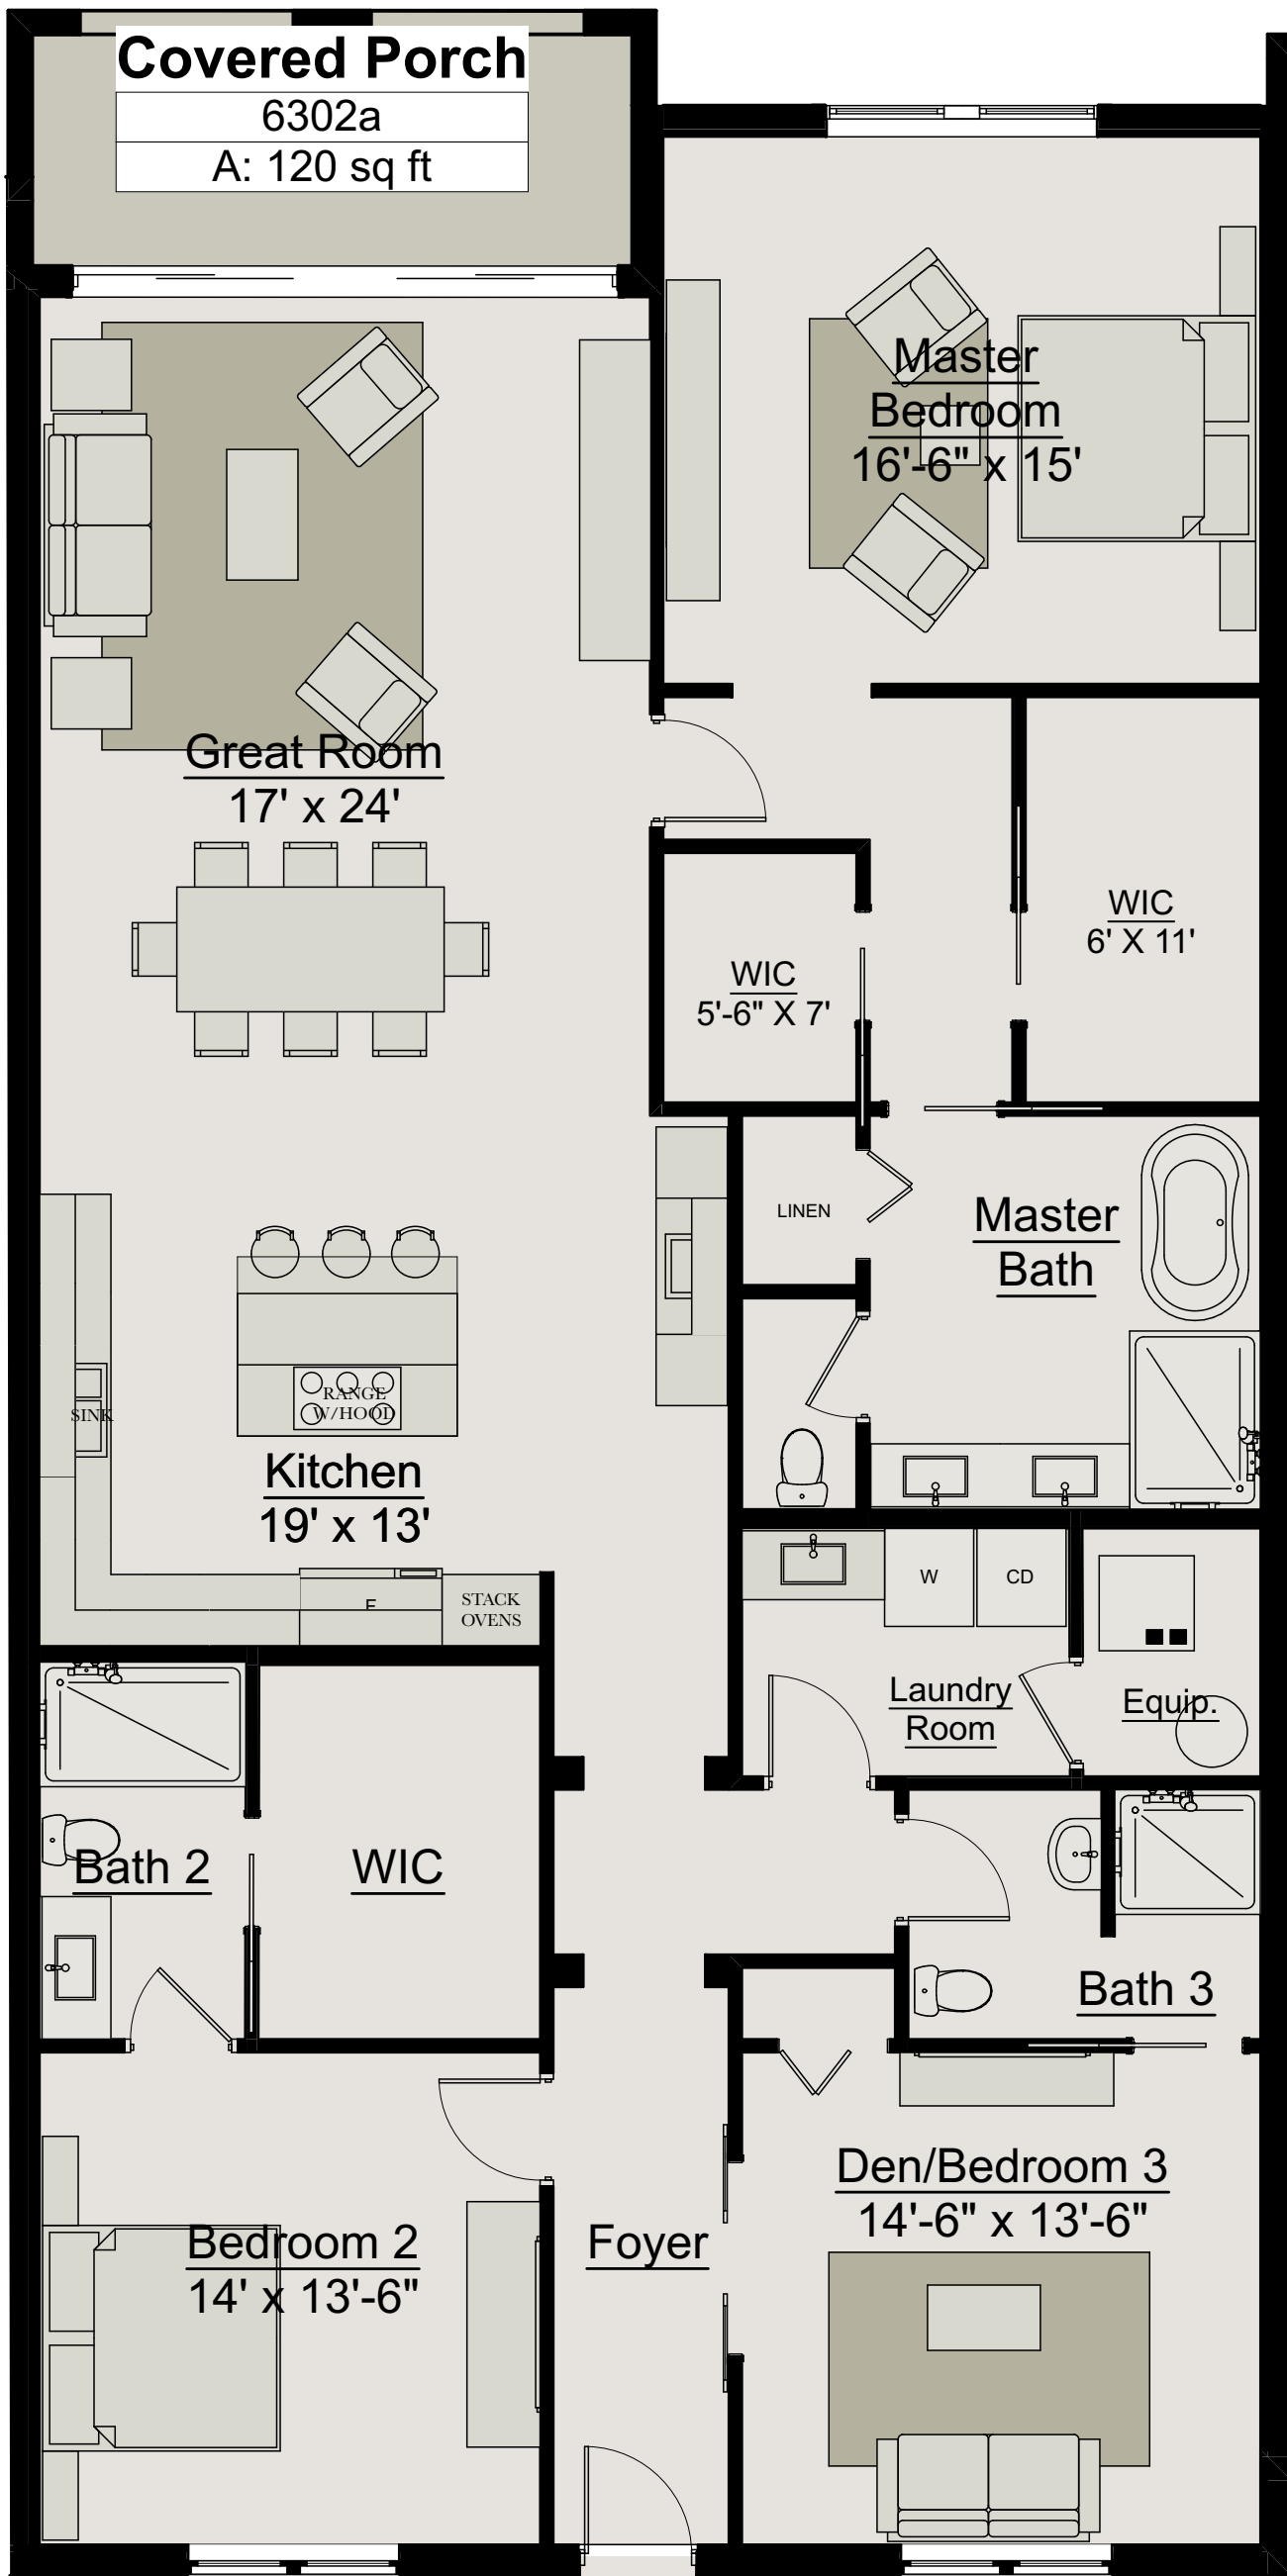 Covered Porch
6302a
A: 120 sq ft
Master
Bedroom
16'-6" x 15'
Great Room
17' x 24'
WIC
6' X 11'
WIC
5'-6" X 7'
LINEN
Master
Bath
RANGE
W/HOOD
SINK
Kitchen
19' x 13'
F
STACK
OVENS
W
CD
Laundry
Room
Equip.
Bath 2
WIC
Bath 3
Den/Bedroom 3
14'-6" x 13'-6"
Bedroom 2
14' x 13'-6"
Foyer